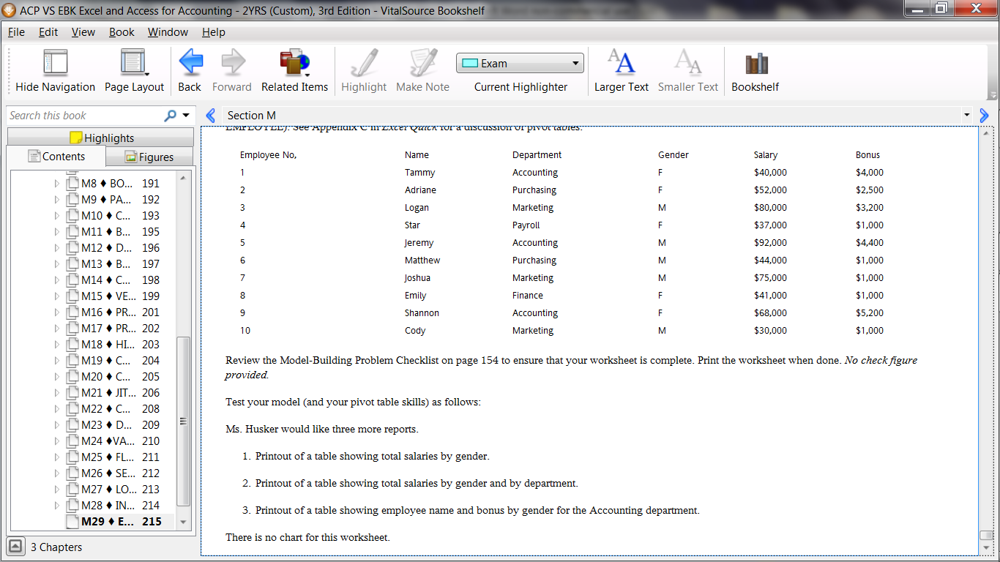 ACP VS EBK Excel and Access for Accounting - 2YRS (Custom), 3rd Edition - VitalSource Bookshelf
File Edit View Book Window Help
Hide Navigation Page Layout Back Forward Related Items Highlight Make Note Exam Current Highlighter Larger Text Smaller Text Bookshelf
Search this book
Section M
Highlights
Contents Figures
M8 ♦ BO... 191
M9 ♦ PA... 192
M10 ♦ C... 193
M11 ♦ B... 195
M12 ♦ D... 196
M13 ♦ B... 197
M14 ♦ C... 198
M15 ♦ VE... 199
M16 ♦ PR... 201
M17 ♦ PR... 202
M18 ♦ HI... 203
M19 ♦ C... 204
M20 ♦ C... 205
M21 ♦ JIT... 206
M22 ♦ C... 208
M23 ♦ D... 209
M24 ♦VA... 210
M25 ♦ FL... 211
M26 ♦ SE... 212
M27 ♦ LO... 213
M28 ♦ IN... 214
M29 ♦ E... 215
3 Chapters
EMPLOYEE). See Appendix C in Excel Quick for a discussion of pivot tables.
Employee No, Name Department Gender Salary Bonus
1 Tammy Accounting F $40,000 $4,000
2 Adriane Purchasing F $52,000 $2,500
3 Logan Marketing M $80,000 $3,200
4 Star Payroll F $37,000 $1,000
5 Jeremy Accounting M $92,000 $4,400
6 Matthew Purchasing M $44,000 $1,000
7 Joshua Marketing M $75,000 $1,000
8 Emily Finance F $41,000 $1,000
9 Shannon Accounting F $68,000 $5,200
10 Cody Marketing M $30,000 $1,000
Review the Model-Building Problem Checklist on page 154 to ensure that your worksheet is complete. Print the worksheet when done. No check figure
provided.
Test your model (and your pivot table skills) as follows:
Ms. Husker would like three more reports.
1. Printout of a table showing total salaries by gender.
2. Printout of a table showing total salaries by gender and by department.
3. Printout of a table showing employee name and bonus by gender for the Accounting department.
There is no chart for this worksheet.